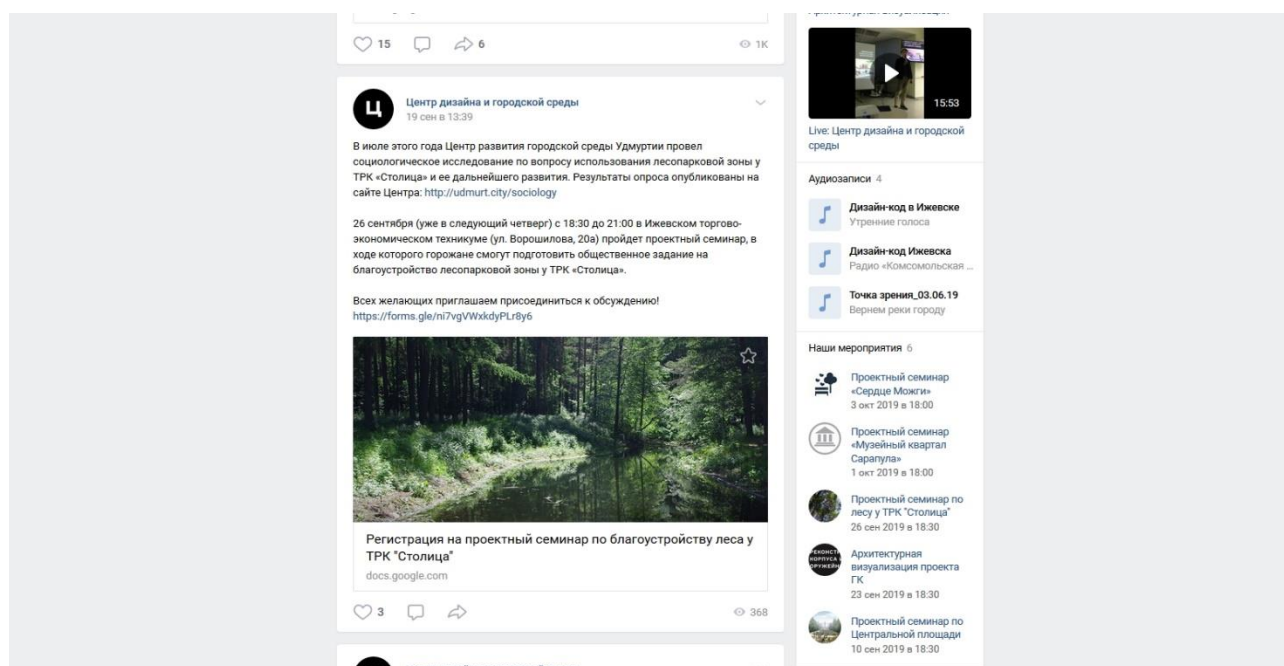 15
6
1K
Центр дизайна и городской среды
19 сен в 13:39
В июле этого года Центр развития городской среды Удмуртии провел
социологическое исследование по вопросу использования лесопарковой зоны у
ТРК «Столица» и ее дальнейшего развития. Результаты опроса опубликованы на
сайте Центра: http://udmurt.city/sociology
26 сентября (уже в следующий четверг) с 18:30 до 21:00 в Ижевском торгово-
экономическом техникуме (ул. Ворошилова, 20а) пройдет проектный семинар, в
ходе которого горожане смогут подготовить общественное задание на
благоустройство лесопарковой зоны у ТРК «Столица».
Всех желающих приглашаем присоединиться к обсуждению!
https://forms.gle/ni7vgVWxkdyPLr8y6
Регистрация на проектный семинар по благоустройству леса у
ТРК "Столица"
docs.google.com
3
368
15:53
Live: Центр дизайна и городской
среды
Аудиозаписи 4
Дизайн-код в Ижевске
Утренние голоса
Дизайн-код Ижевска
Радио «Комсомольская ...
Точка зрения_03.06.19
Вернем реки городу
Наши мероприятия 6
Проектный семинар
«Сердце Можги»
3 окт 2019 в 18:00
Проектный семинар
«Музейный квартал
Сарапула»
1 окт 2019 в 18:00
Проектный семинар по
лесу у ТРК "Столица"
26 сен 2019 в 18:30
Архитектурная
визуализация проекта
ГК
23 сен 2019 в 18:30
Проектный семинар по
Центральной площади
10 сен 2019 в 18:30